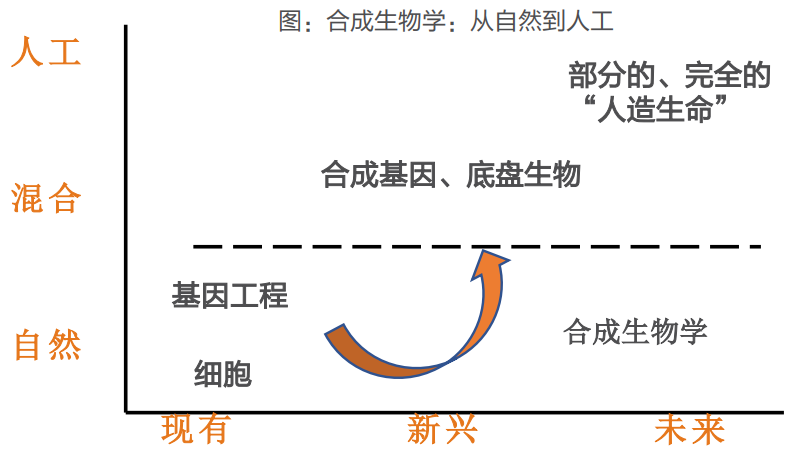 图：合成生物学：从自然到人工
人工
部分的、完全的
“人造生命”
混合
合成基因、底盘生物
基因工程
自然
合成生物学
细胞
现有
新兴
未来